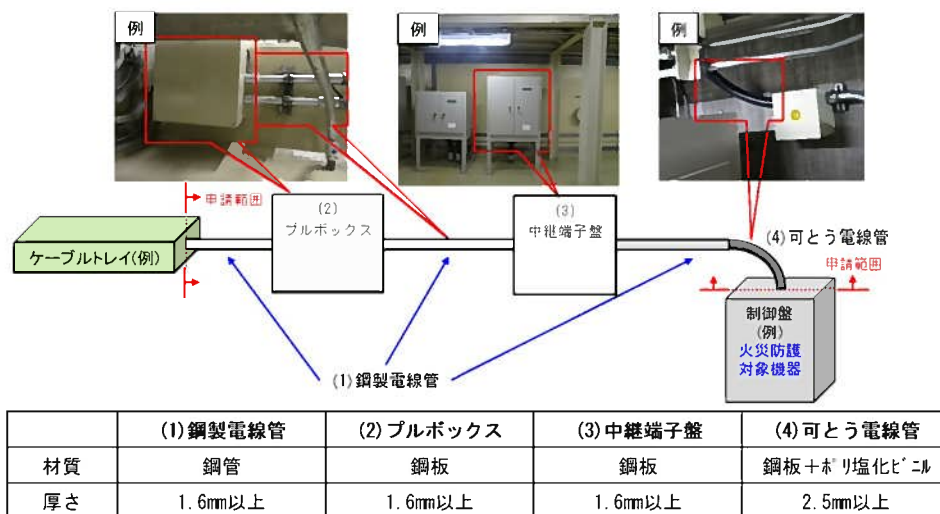 例
例
例
申請範囲
(2)
プルボックス
(3)
中継端子盤
(4)可とう電線管
ケーブルトレイ(例)
申請範囲
制御盤
(例)
火災防護
対象機器
(1)鋼製電線管
(1)鋼製電線管 (2)プルボックス (3)中継端子盤 (4)可とう電線管
材質 鋼管 鋼板 鋼板 鋼板+ポリ塩化ビニル
厚さ 1.6mm以上 1.6mm以上 1.6mm以上 2.5mm以上